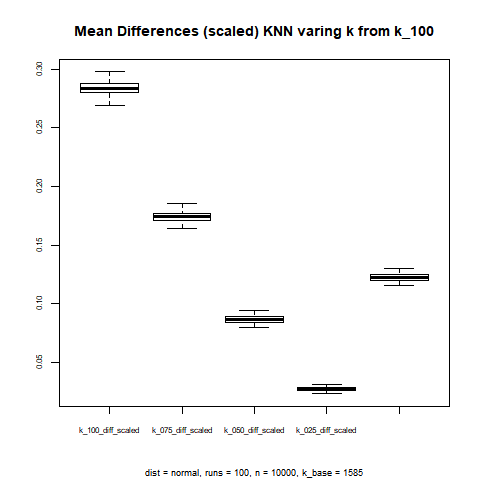 Mean Differences (scaled) KNN varing k from k_100
0.30
0.25
0.20
0.15
0.10
0.05
k_100_diff_scaled k_075_diff_scaled k_050_diff_scaled k_025_diff_scaled
dist = normal, runs = 100, n = 10000, k_base = 1585